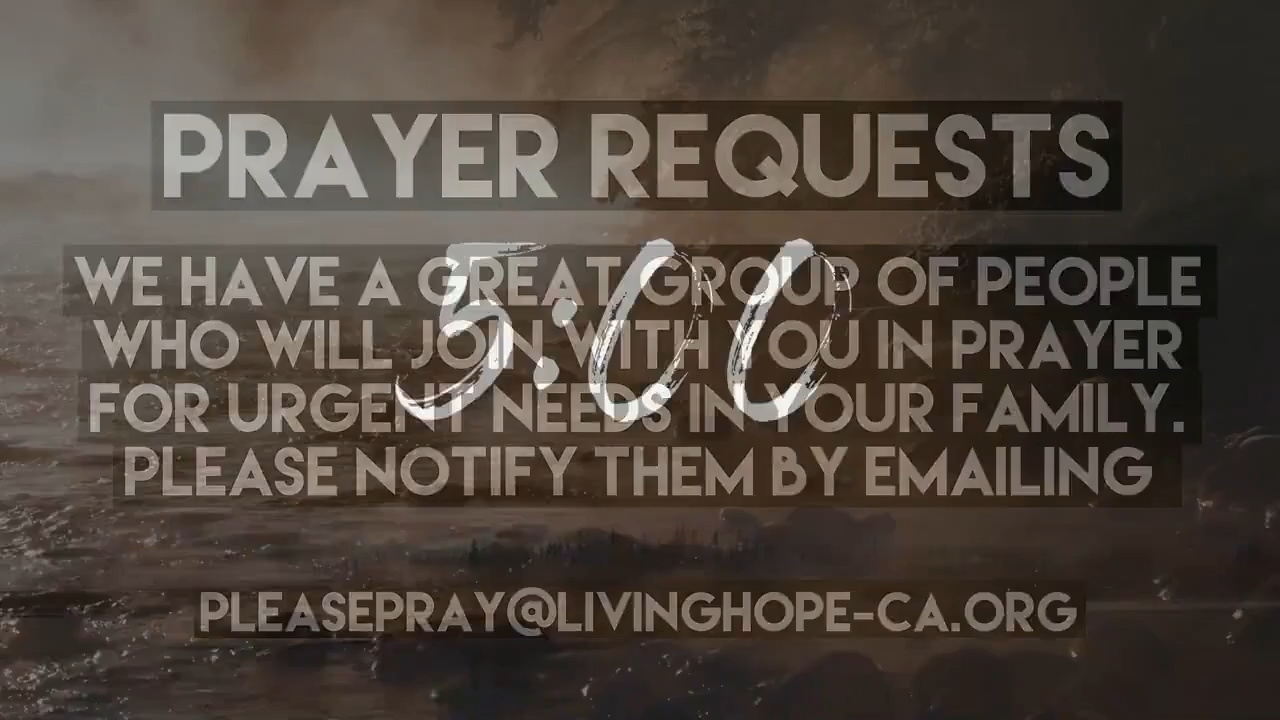 PRAYER REQUESTS
5:00
WE HAVE A GREAT GROUP OF PEOPLE
WHO WILL JOIN WITH YOU IN PRAYER
FOR URGENT NEEDS IN YOUR FAMILY.
PLEASE NOTIFY THEM BY EMAILING
PLEASEPRAY@LIVINGHOPE-CA.ORG